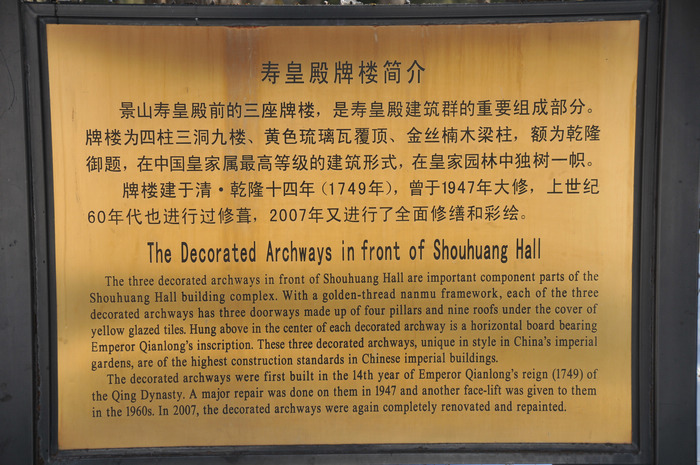 寿皇殿牌楼简介
景山寿皇殿前的三座牌楼，是寿皇殿建筑群的重要组成部分。
牌楼为四柱三洞九楼、黄色琉璃瓦覆顶、金丝楠木梁柱，额为乾隆
御题，在中国皇家属最高等级的建筑形式，在皇家园林中独树一帜。
牌楼建于清·乾隆十四年（1749年），曾于1947年大修，上世纪
60年代也进行过修葺，2007年又进行了全面修缮和彩绘。
The Decorated Archways in front of Shouhuang Hall
The three decorated archways in front of Shouhuang Hall are important component parts of the
Shouhuang Hall building complex. With a golden-thread nanmu framework, each of the three
decorated archways has three doorways made up of four pillars and nine roofs under the cover of
yellow glazed tiles. Hung above in the center of each decorated archway is a horizontal board bearing
Emperor Qianlong's inscription. These three decorated archways, unique in style in China's imperial
gardens, are of the highest construction standards in Chinese imperial buildings.
The decorated archways were first built in the 14th year of Emperor Qianlong's reign (1749) of
the Qing Dynasty. A major repair was done on them in 1947 and another face-lift was given to them
in the 1960s. In 2007, the decorated archways were again completely renovated and repainted.